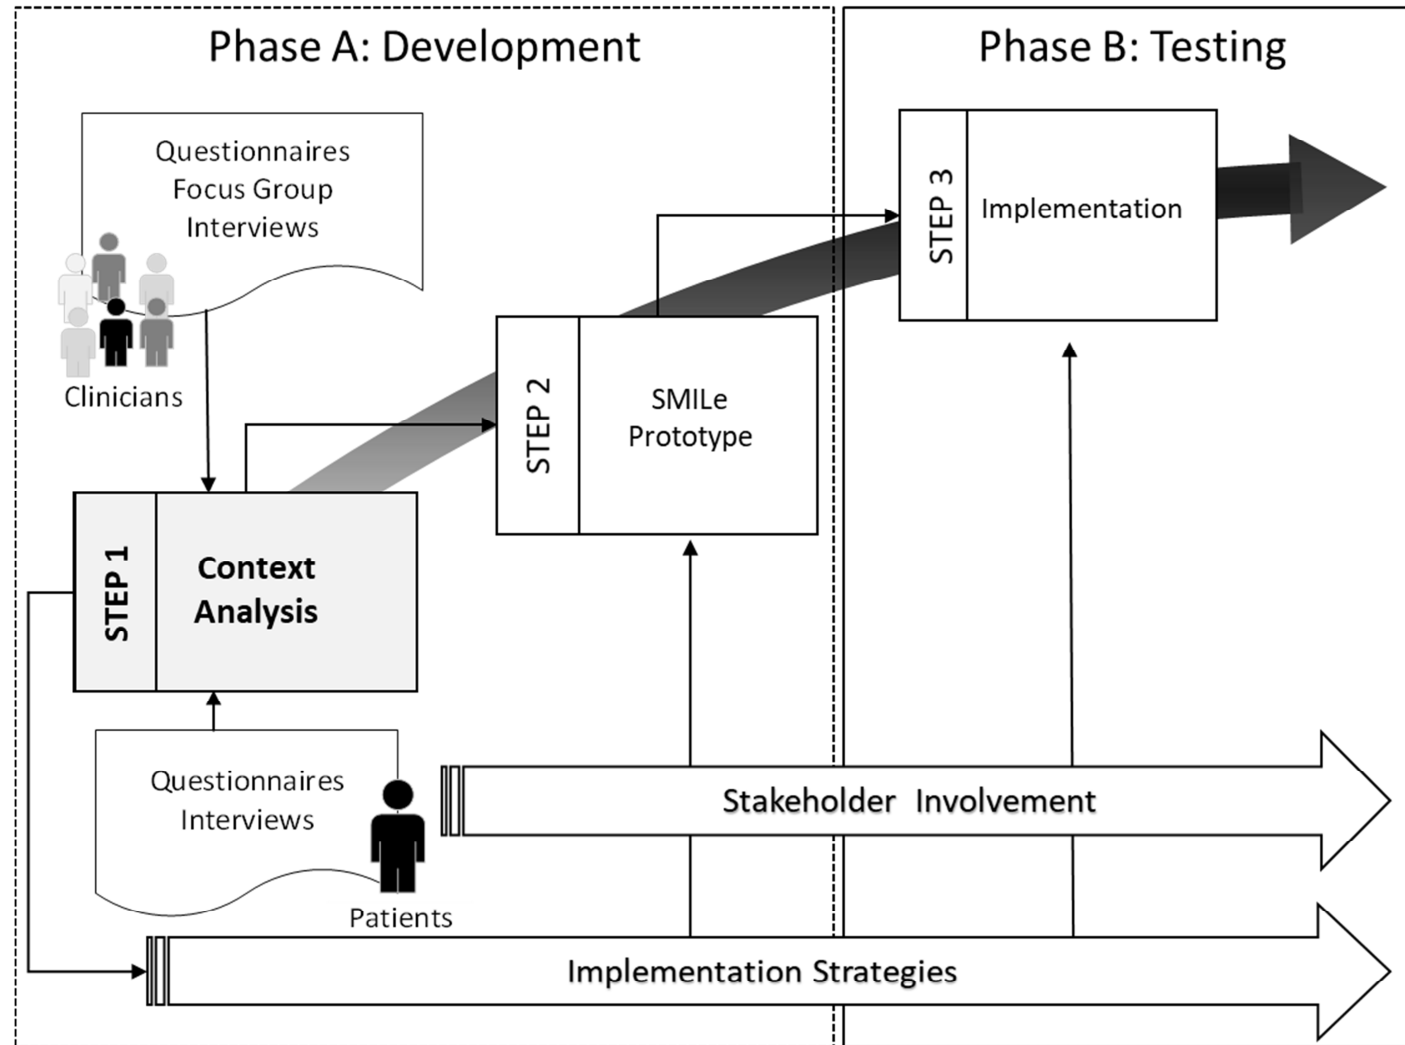 Phase A: Development
Phase B: Testing
Questionnaires
Focus Group
Interviews
Clinicians
STEP 3
Implementation
STEP 2
SMILe
Prototype
STEP 1
Context
Analysis
Questionnaires
Interviews
Patients
Stakeholder Involvement
Implementation Strategies